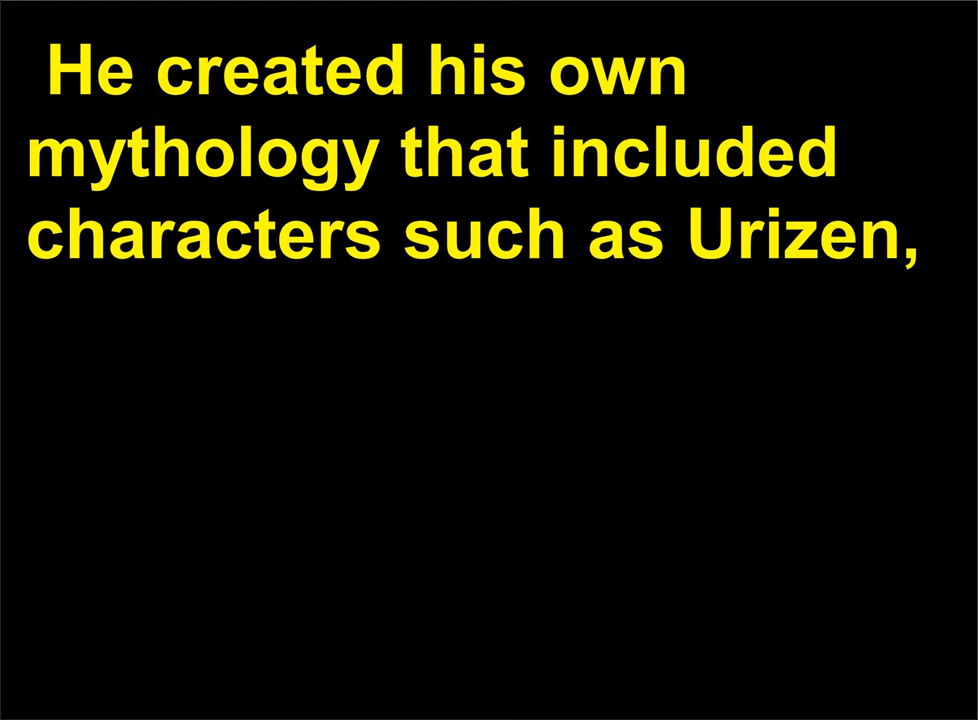 He created his own
mythology that included
characters such as Urizen,